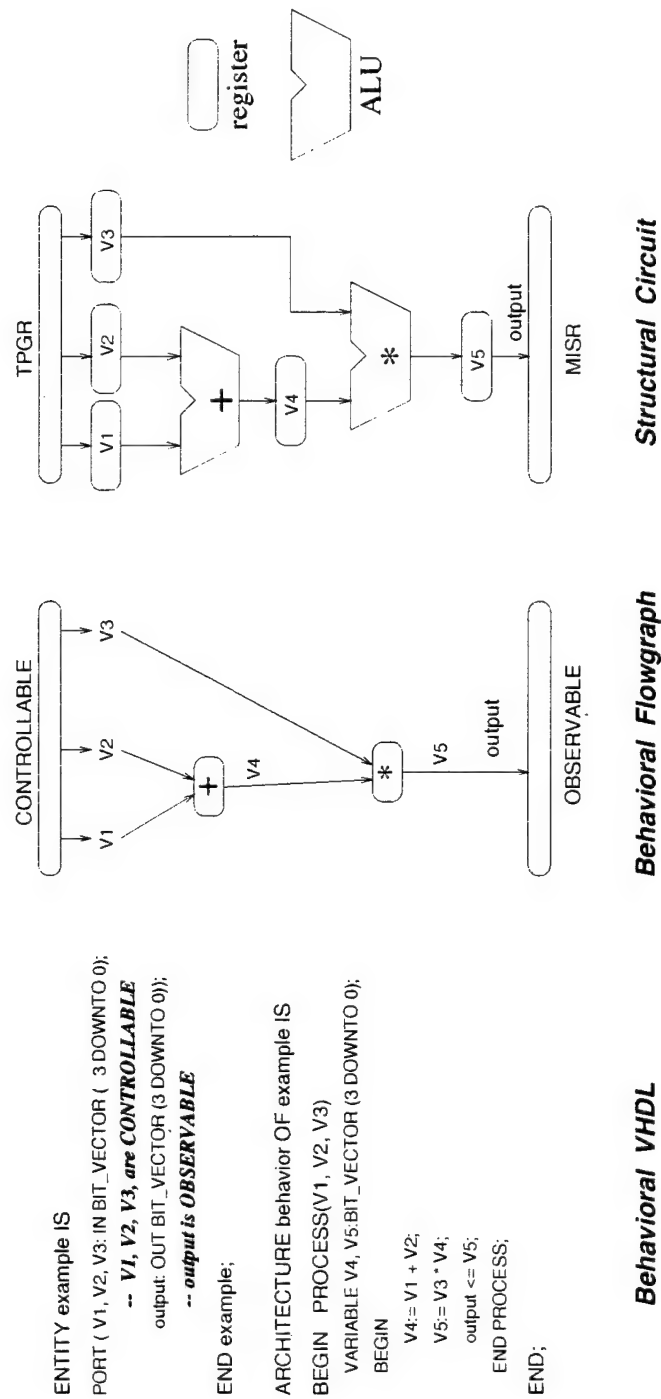 ENTITY example IS
PORT ( V1, V2, V3: IN BIT_VECTOR ( 3 DOWNTO 0);
-- V1, V2, V3, are CONTROLLABLE
output: OUT BIT_VECTOR (3 DOWNTO 0));
-- output is OBSERVABLE
END example;
ARCHITECTURE behavior OF example IS
BEGIN PROCESS(V1, V2, V3)
VARIABLE V4, V5:BIT_VECTOR (3 DOWNTO 0);
BEGIN
V4:= V1 + V2;
V5:= V3 * V4;
output <= V5;
END PROCESS;
END;
Behavioral VHDL
CONTROLLABLE
V1
V2
V3
+
V4
*
V5
output
OBSERVABLE
Behavioral Flowgraph
TPGR
V1
V2
V3
+
V4
*
V5
output
MISR
Structural Circuit
register
ALU